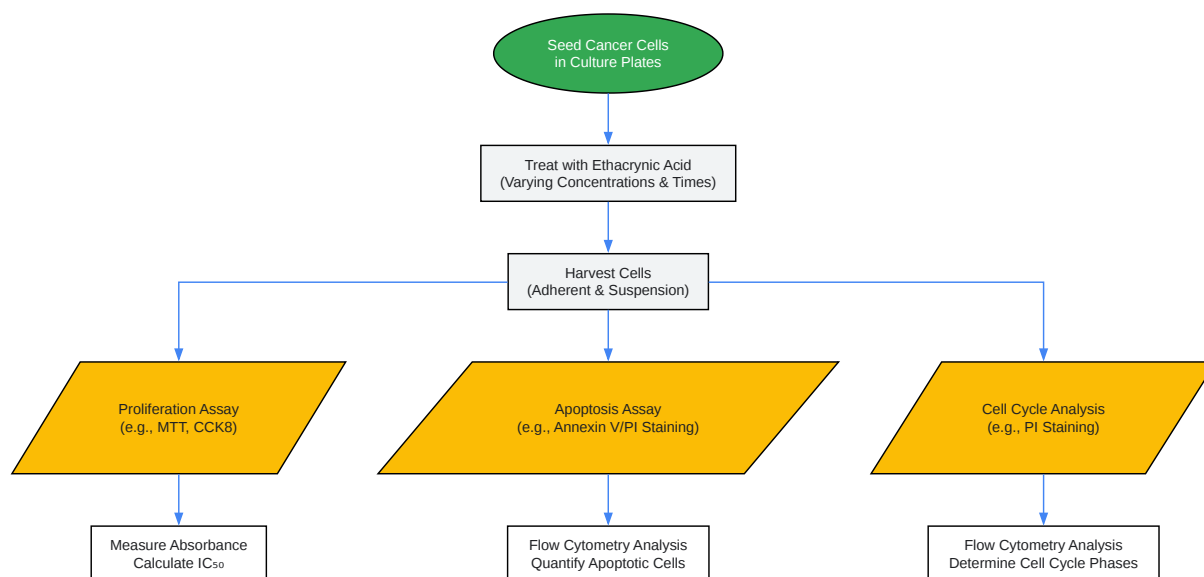 Seed Cancer Cells
in Culture Plates
Treat with Ethacrynic Acid
(Varying Concentrations & Times)
Harvest Cells
(Adherent & Suspension)
Proliferation Assay
(e.g., MTT, CCK8)
Apoptosis Assay
(e.g., Annexin V/PI Staining)
Cell Cycle Analysis
(e.g., PI Staining)
Measure Absorbance
Calculate IC₅₀
Flow Cytometry Analysis
Quantify Apoptotic Cells
Flow Cytometry Analysis
Determine Cell Cycle Phases